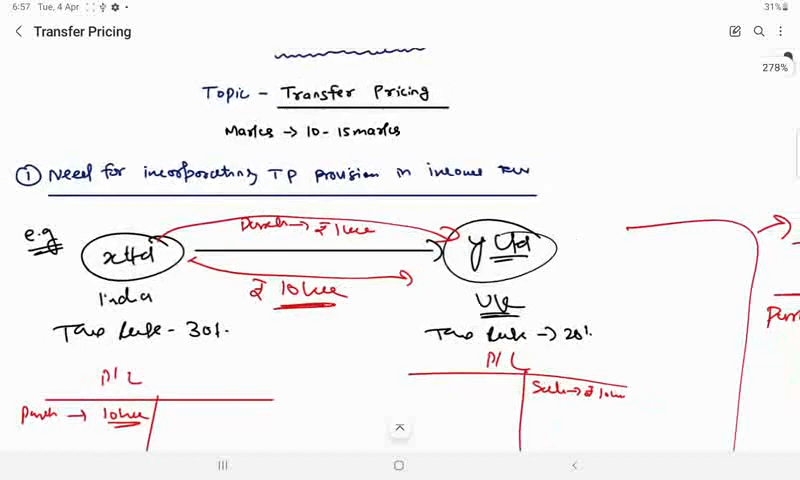 6:57 Tue, 4 Apr
31%
Transfer Pricing
278%
Topic - Transfer Pricing
Marks → 10-15 marks
① Need for incorporating TP provision in income tax
e.g
x Ltd
₹ 1 lac
y Ltd
₹ 10 lac
India
UK
Tax Rate - 30%
Tax Rate → 20%
P/L
P/L
Purch → 10 lac
Sale → ₹ 10 lac